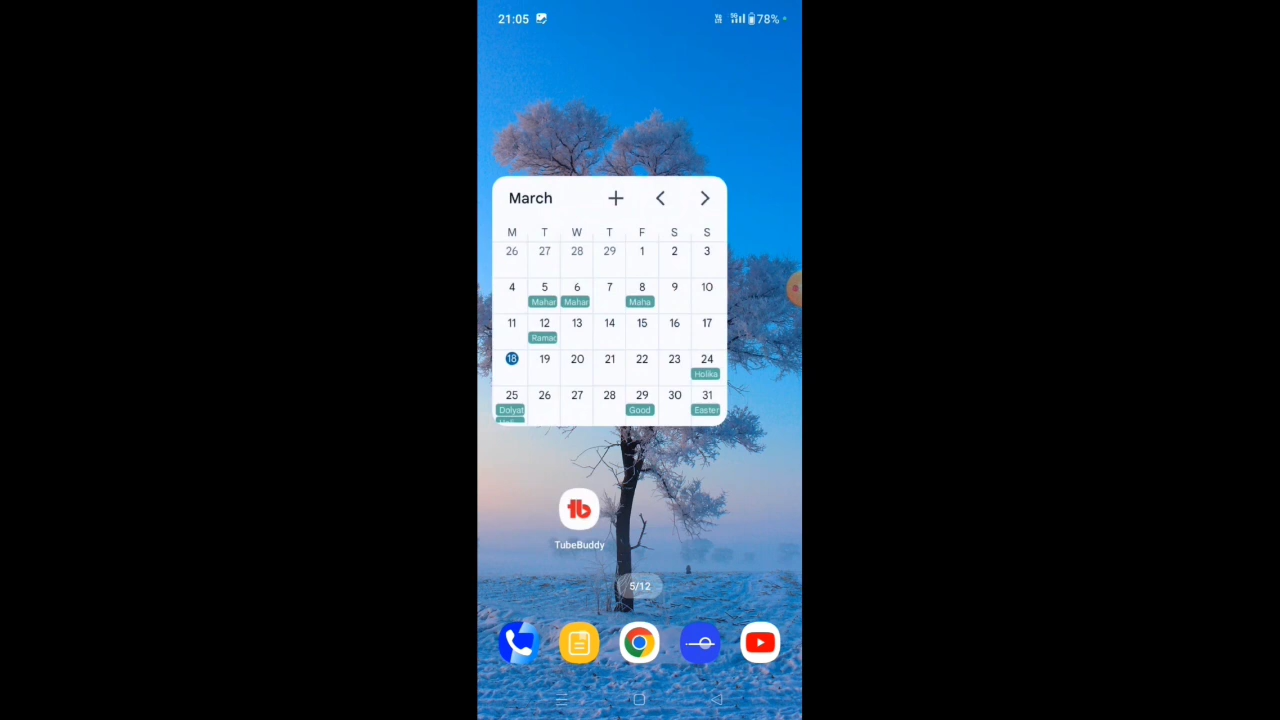 21:05 78%
March
M T W T F S S
26 27 28 29 1 2 3
4 5 6 7 8 9 10
Mahar Mahar Maha
11 12 13 14 15 16 17
Ramac
18 19 20 21 22 23 24
Holika
25 26 27 28 29 30 31
Dolyat Good Easter
TubeBuddy
5/12